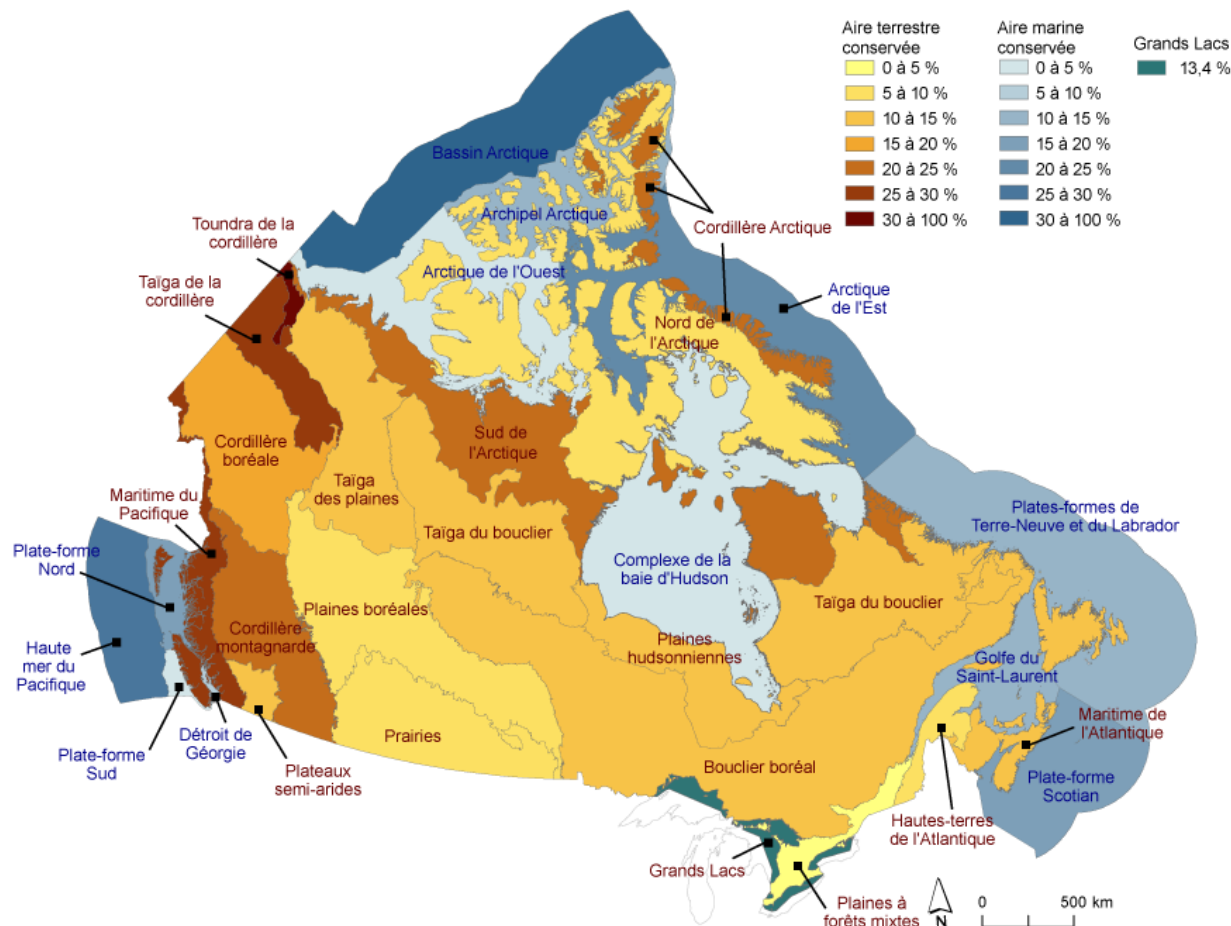 Aire terrestre
conservée
0 à 5 %
5 à 10 %
10 à 15 %
15 à 20 %
20 à 25 %
25 à 30 %
30 à 100 %
Aire marine
conservée
0 à 5 %
5 à 10 %
10 à 15 %
15 à 20 %
20 à 25 %
25 à 30 %
30 à 100 %
Grands Lacs
13,4 %
Bassin Arctique
Archipel Arctique
Cordillère Arctique
Toundra de la
cordillère
Taïga de la
cordillère
Arctique de l'Ouest
Arctique
de l'Est
Nord de
l'Arctique
Cordillère
boréale
Sud de
l'Arctique
Taïga
des plaines
Maritime du
Pacifique
Taïga du bouclier
Plates-formes de
Terre-Neuve et du Labrador
Plate-forme
Nord
Complexe de la
baie d'Hudson
Plaines boréales
Taïga du bouclier
Cordillère
montagnarde
Plaines
hudsonniennes
Haute
mer du
Pacifique
Golfe du
Saint-Laurent
Plate-forme
Sud
Détroit de
Géorgie
Plateaux
semi-arides
Prairies
Bouclier boréal
Maritime de
l'Atlantique
Plate-forme
Scotian
Hautes-terres
de l'Atlantique
Grands Lacs
Plaines à
forêts mixtes
N
0 500 km